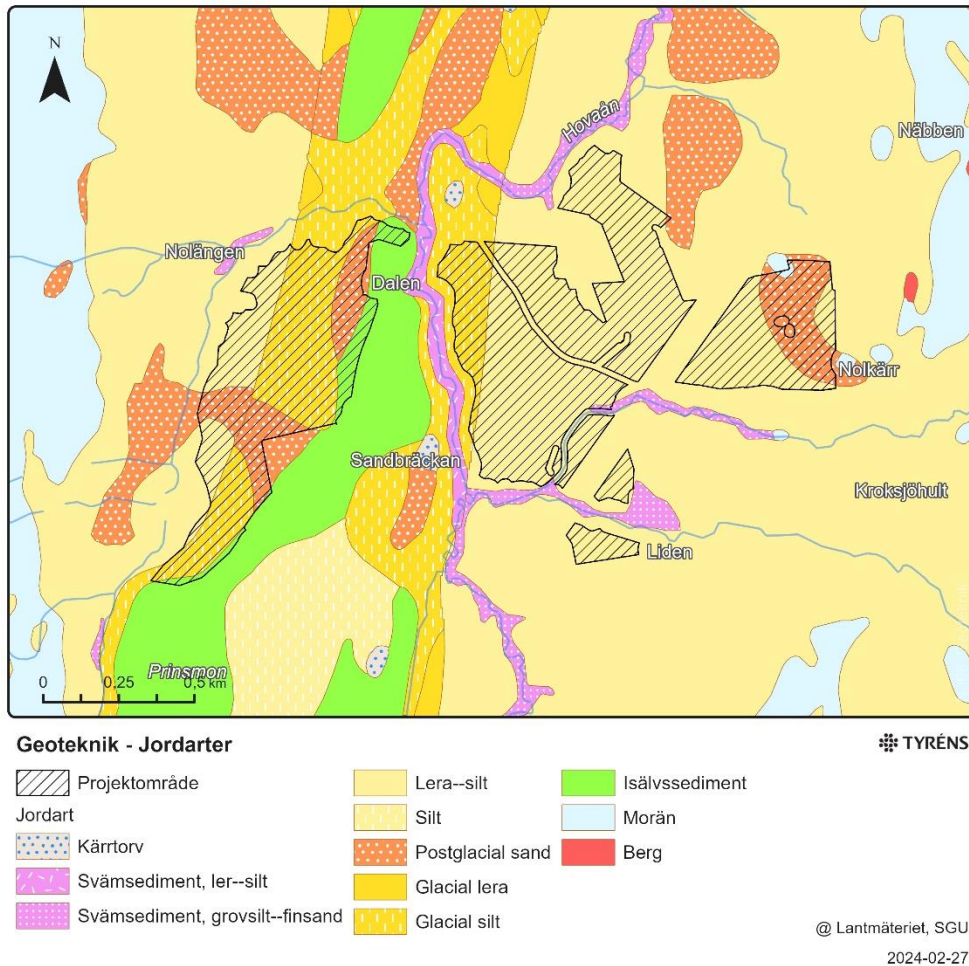 N
Hovaån
Näbben
Nolängen
Dalen
Nolkärr
Sandbräckan
Kroksjöhult
Liden
Prinsmon
0 0,25 0,5 km
Geoteknik - Jordarter
TYRÉNS
Projektområde
Jordart
Kärrtorv
Svämsediment, ler--silt
Svämsediment, grovsilt--finsand
Lera--silt
Silt
Postglacial sand
Glacial lera
Glacial silt
Isälvssediment
Morän
Berg
@ Lantmäteriet, SGU
2024-02-27